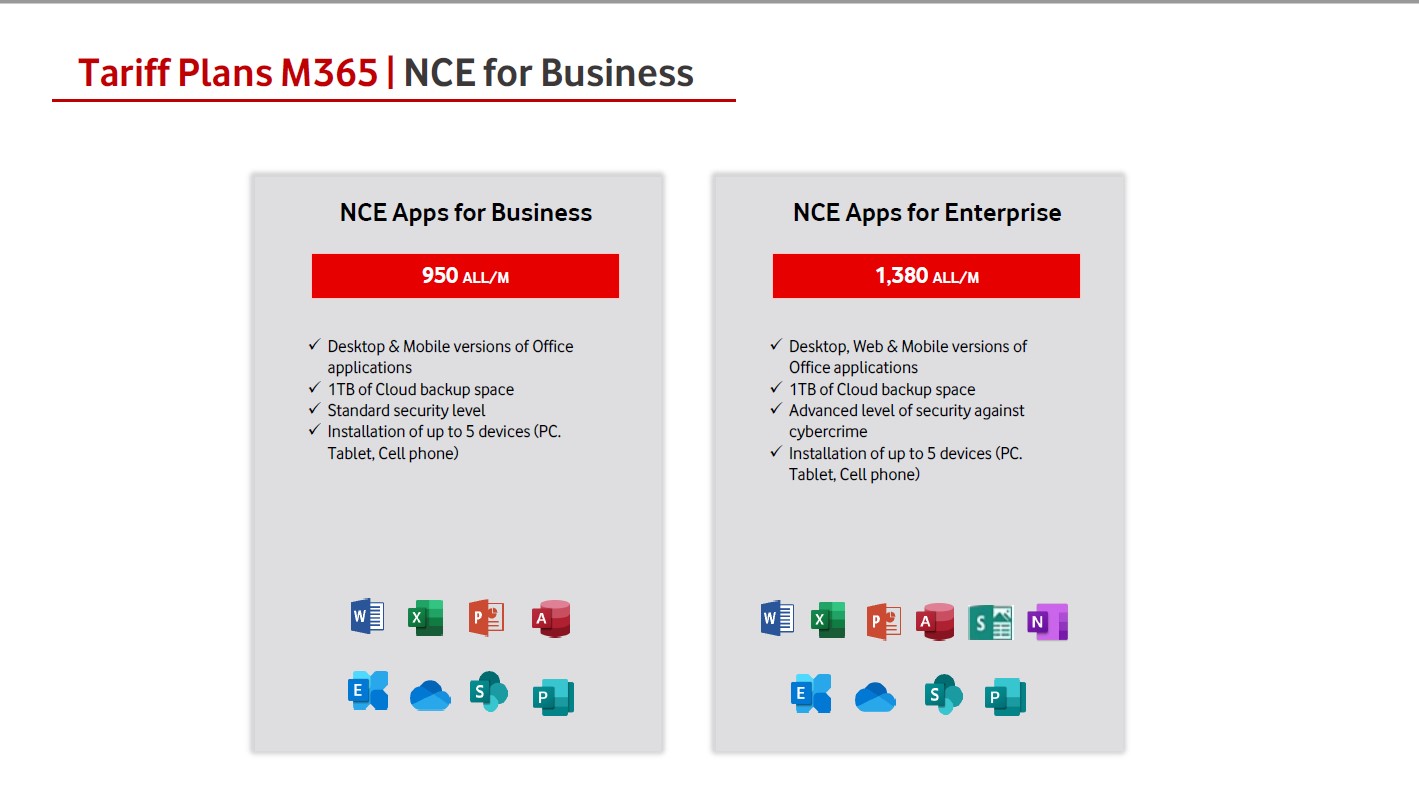 Tariff Plans M365 | NCE for Business
NCE Apps for Business
950 ALL/M
✓ Desktop & Mobile versions of Office
applications
✓ 1TB of Cloud backup space
✓ Standard security level
✓ Installation of up to 5 devices (PC.
Tablet, Cell phone)
W X P A
E S P
NCE Apps for Enterprise
1,380 ALL/M
✓ Desktop, Web & Mobile versions of
Office applications
✓ 1TB of Cloud backup space
✓ Advanced level of security against
cybercrime
✓ Installation of up to 5 devices (PC.
Tablet, Cell phone)
W X P A S N
E S P